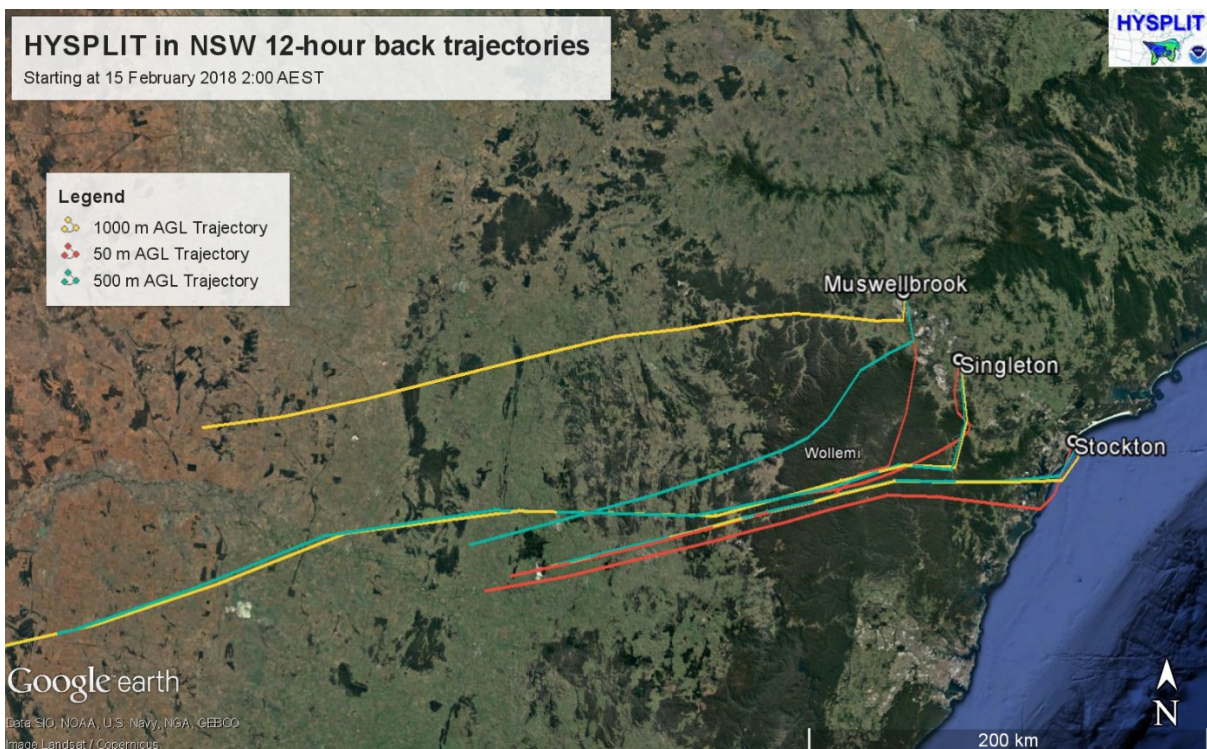 HYSPLIT in NSW 12-hour back trajectories
Starting at 15 February 2018 2:00 AEST
HYSPLIT
Legend
1000 m AGL Trajectory
50 m AGL Trajectory
500 m AGL Trajectory
Muswellbrook
Singleton
Stockton
Wollemi
Google earth
Data SIO, NOAA, U.S. Navy, NGA, GEBCO
Image Landsat / Copernicus
N
200 km